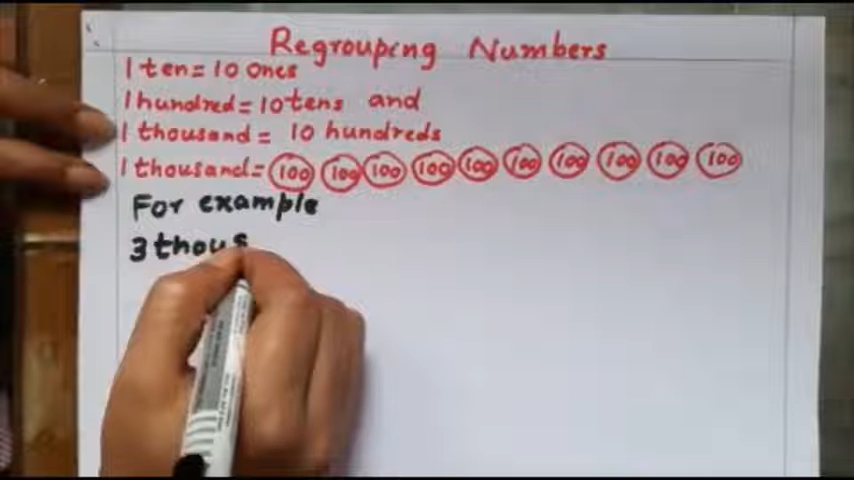 Regrouping Numbers
1 ten = 10 Ones
1 hundred = 10 tens and
1 thousand = 10 hundreds
1 thousand = 100 100 100 100 100 100 100 100 100 100
For example
3 thous